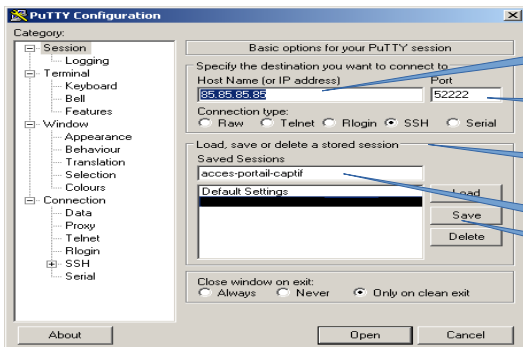 PuTTY Configuration
Category:
Session
Logging
Terminal
Keyboard
Bell
Features
Window
Appearance
Behaviour
Translation
Selection
Colours
Connection
Data
Proxy
Telnet
Rlogin
SSH
Serial
Basic options for your PuTTY session
Specify the destination you want to connect to
Host Name (or IP address) Port
85.85.85.85 52222
Connection type:
Raw Telnet Rlogin SSH Serial
Load, save or delete a stored session
Saved Sessions
acces-portail-captif
Default Settings
Load
Save
Delete
Close window on exit:
Always Never Only on clean exit
About Open Cancel